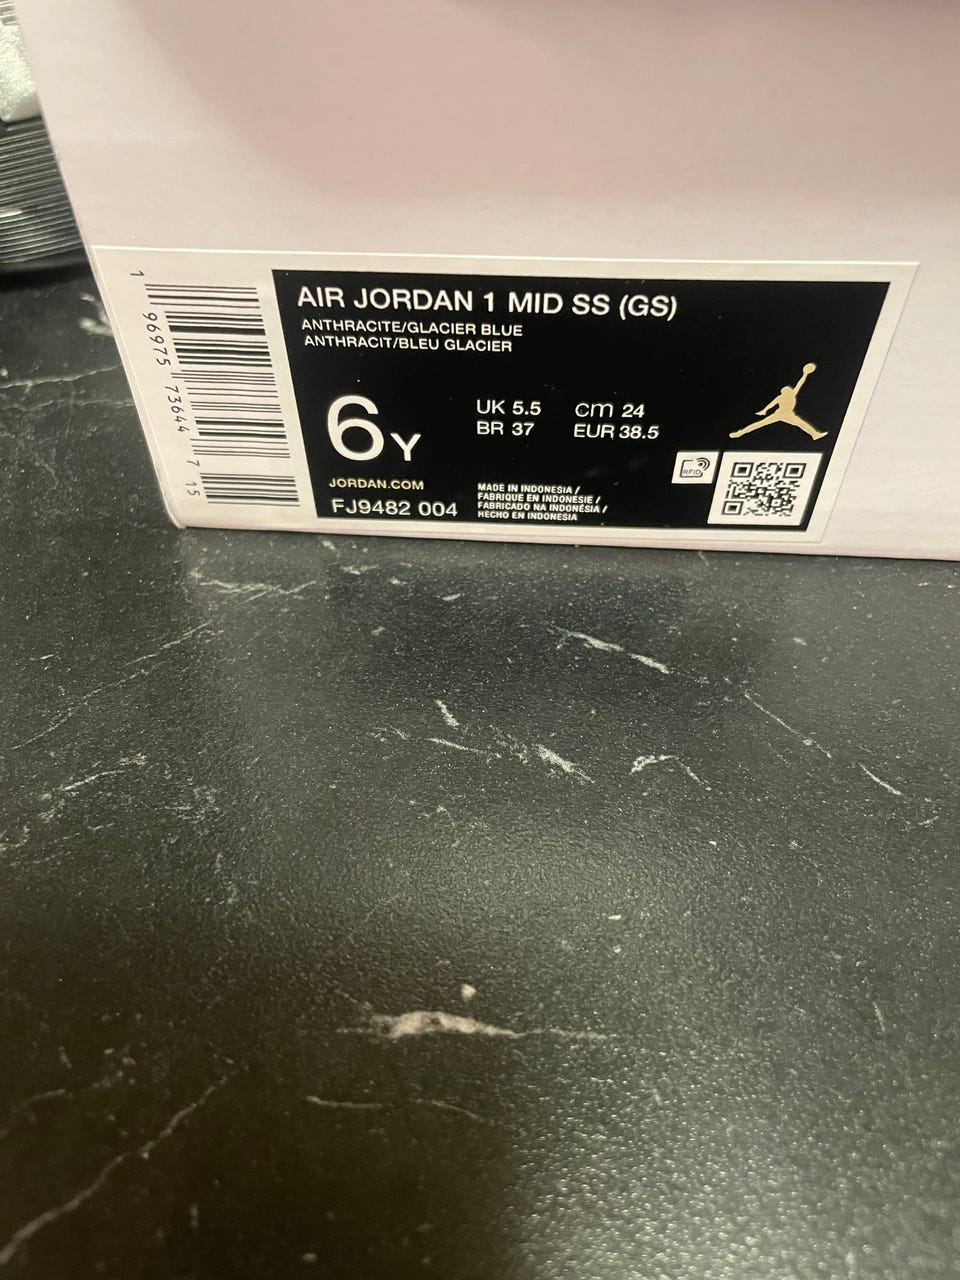 AIR JORDAN 1 MID SS (GS)
ANTHRACITE/GLACIER BLUE
ANTHRACIT/BLEU GLACIER
6Y
UK 5.5 cm 24
BR 37 EUR 38.5
JORDAN.COM
FJ9482 004
MADE IN INDONESIA /
FABRIQUE EN INDONESIE /
FABRICADO NA INDONÉSIA /
HECHO EN INDONESIA
RFID
1 96975 73644 7 15